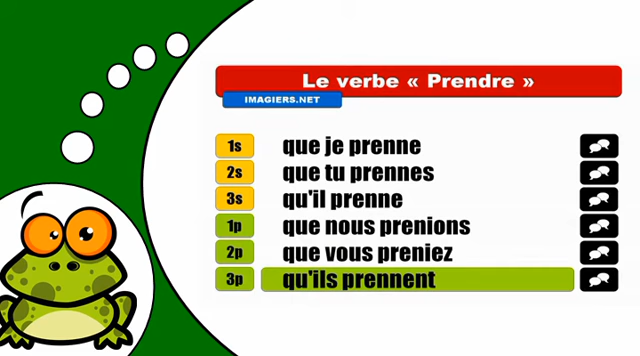 Le verbe « Prendre »
IMAGIERS.NET
1s que je prenne
2s que tu prennes
3s qu'il prenne
1p que nous prenions
2p que vous preniez
3p qu'ils prennent